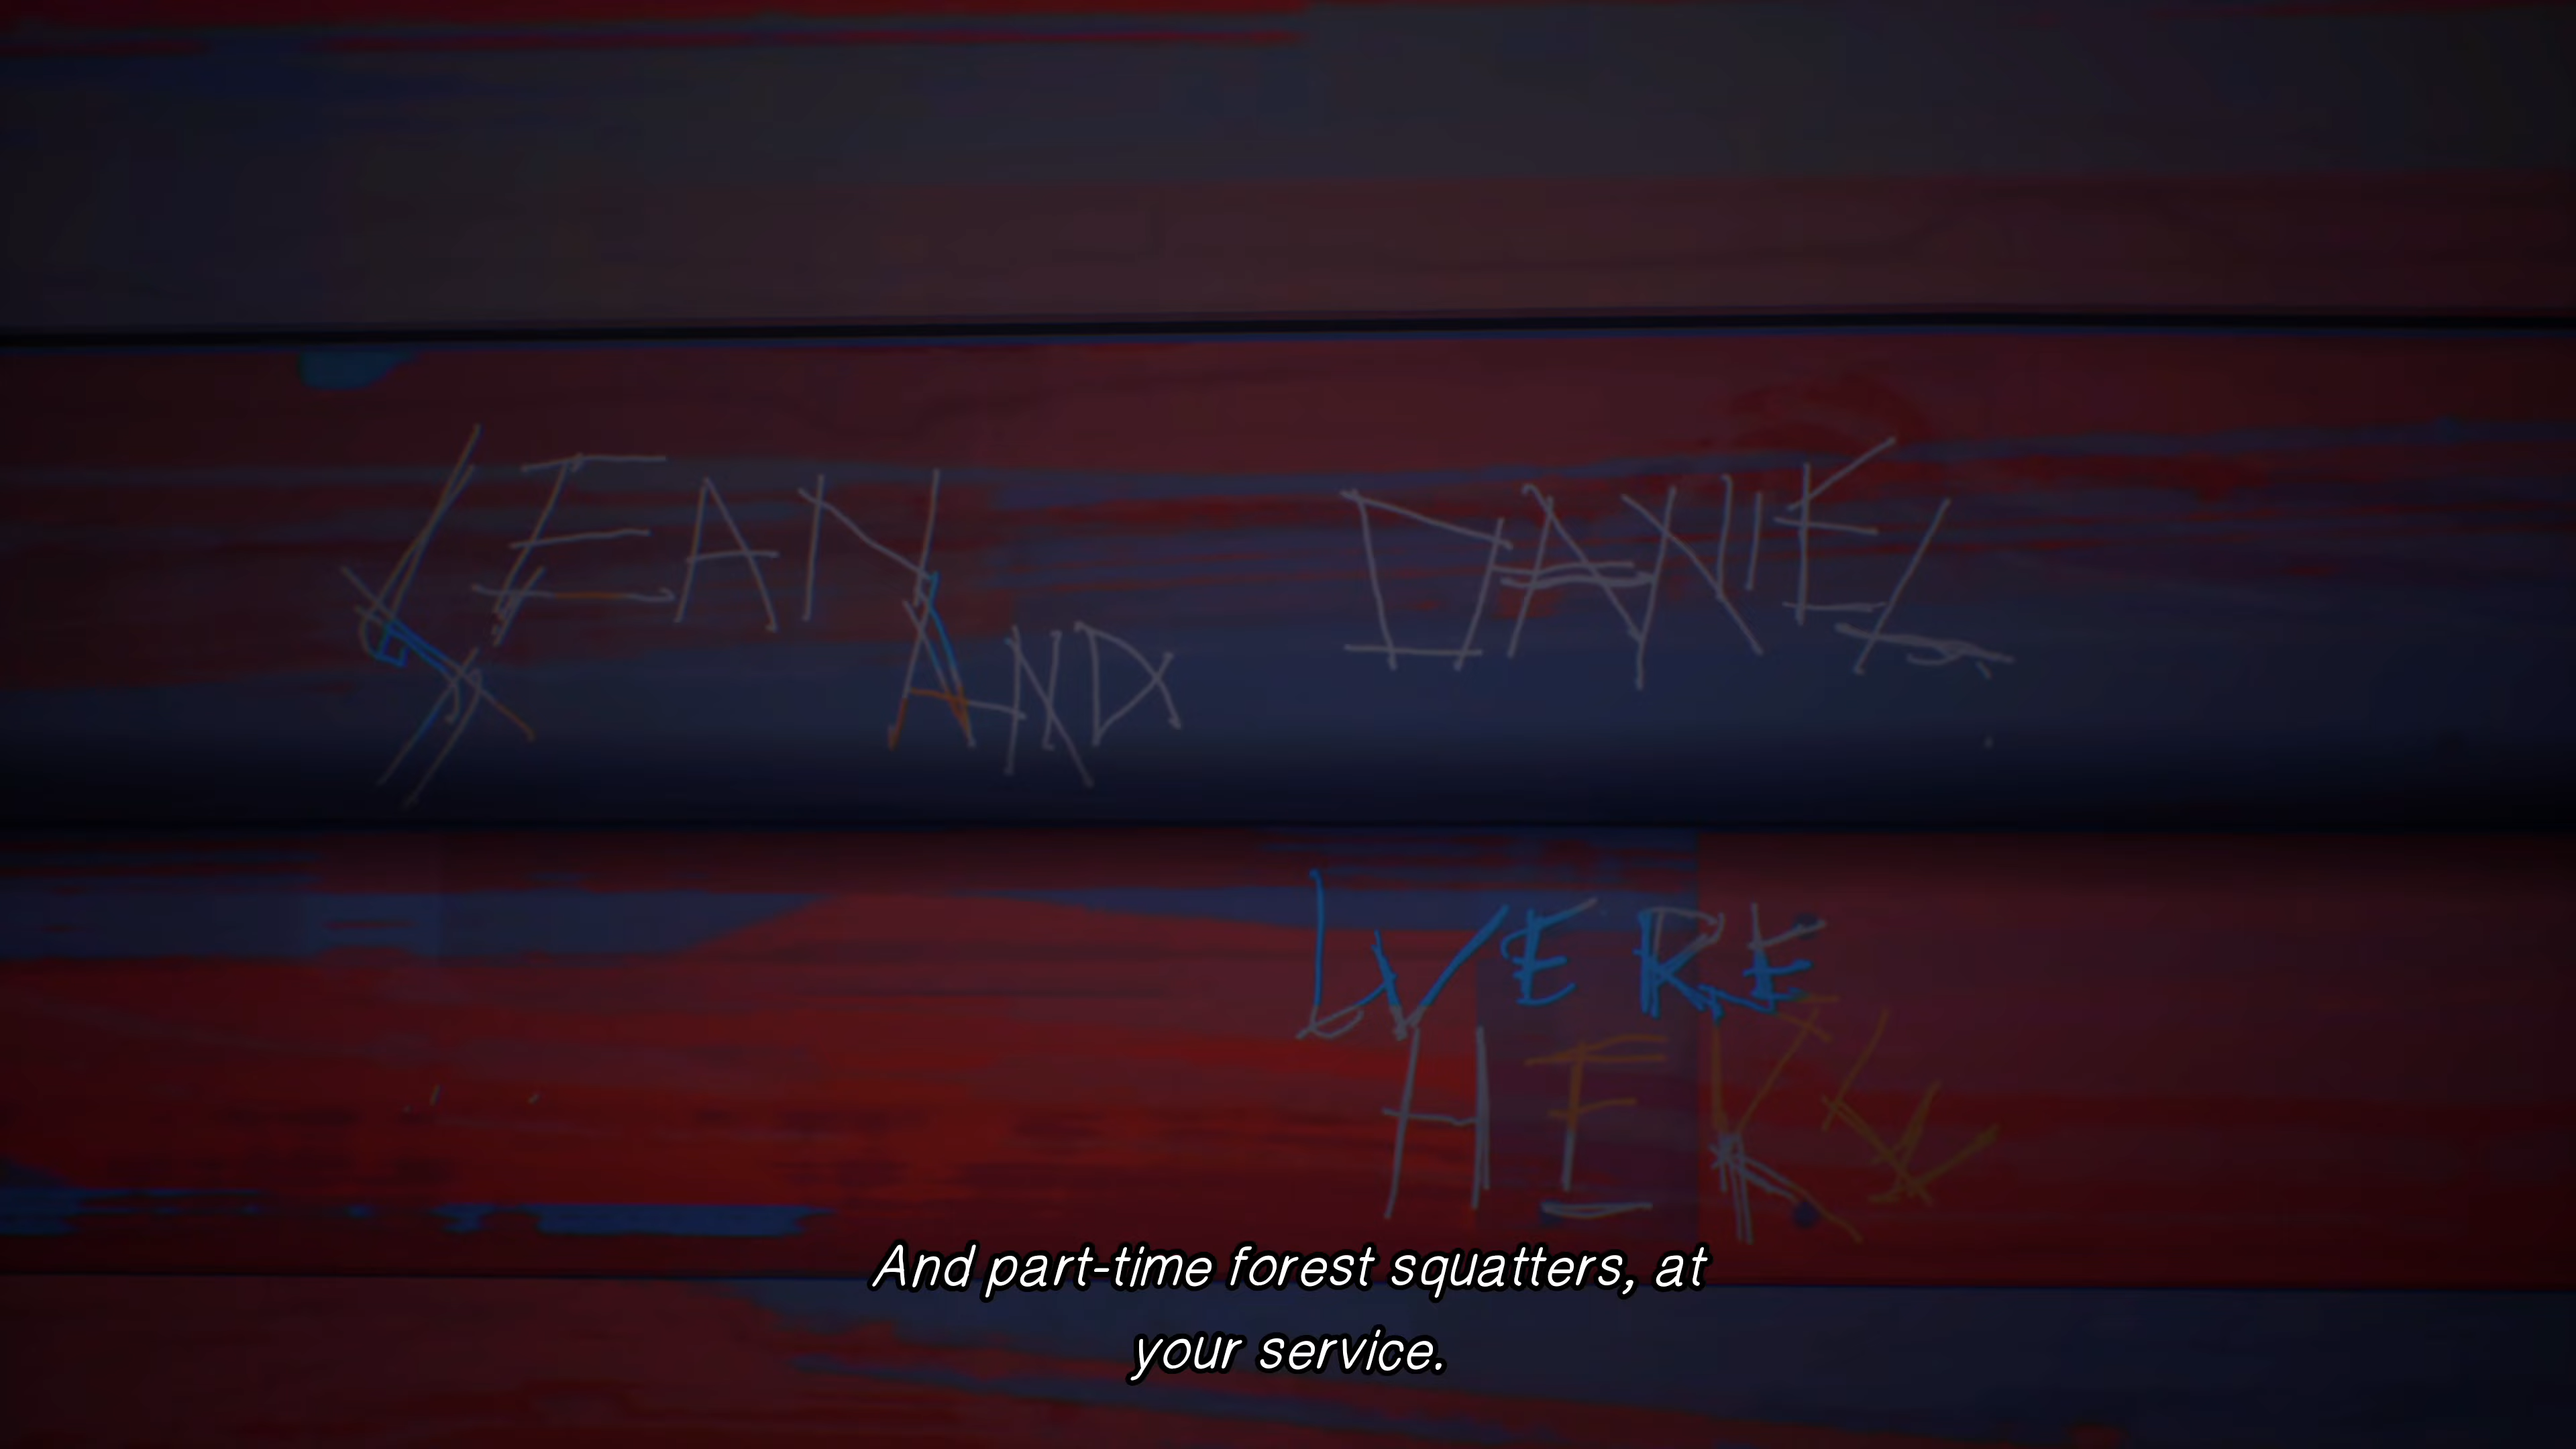 SEAN AND DANIEL
WERE
HERE
And part-time forest squatters, at
your service.